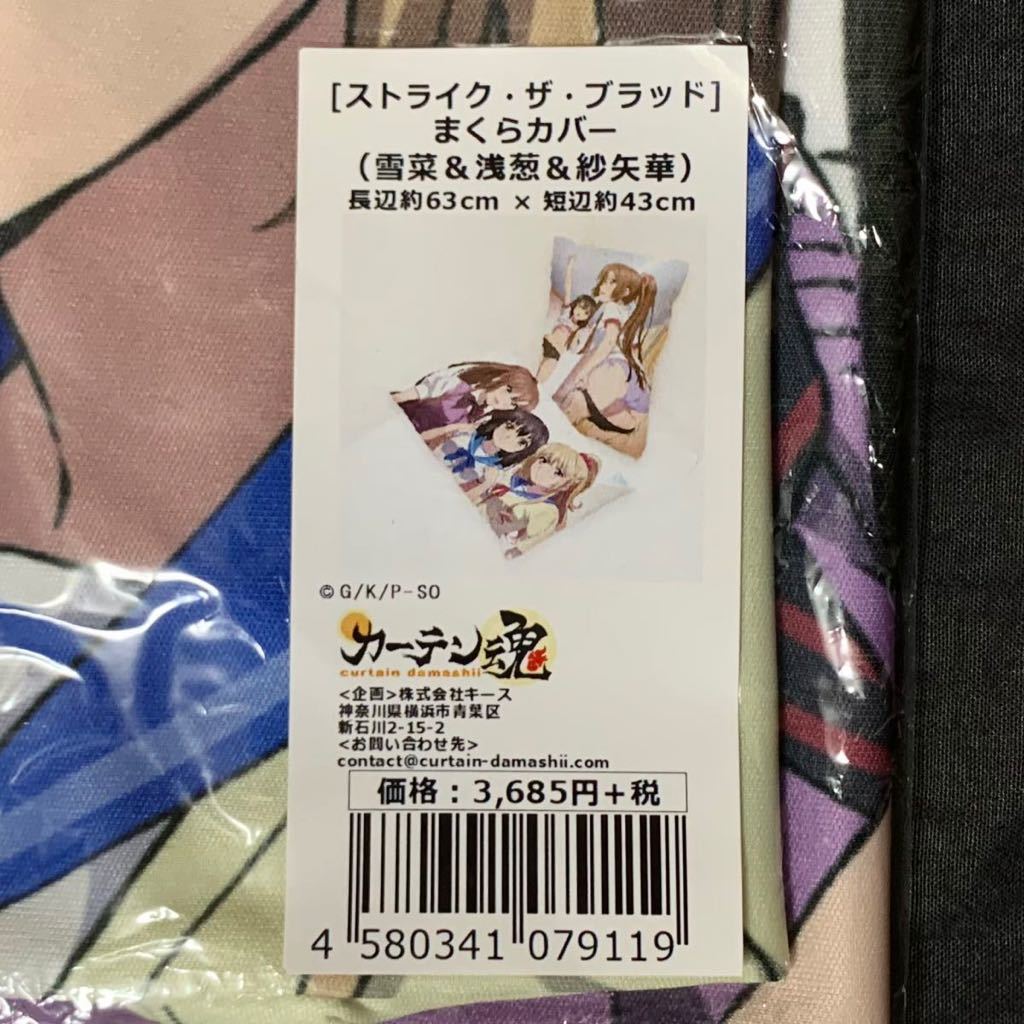 [ストライク・ザ・ブラッド]
まくらカバー
（雪菜＆浅葱＆紗矢華）
長辺約63cm × 短辺約43cm
©G/K/P-SO
カーテン魂
curtain damashii
<企画>株式会社キース
神奈川県横浜市青葉区
新石川2-15-2
<お問い合わせ先>
contact@curtain-damashii.com
価格：3,685円＋税
4 580341 079119